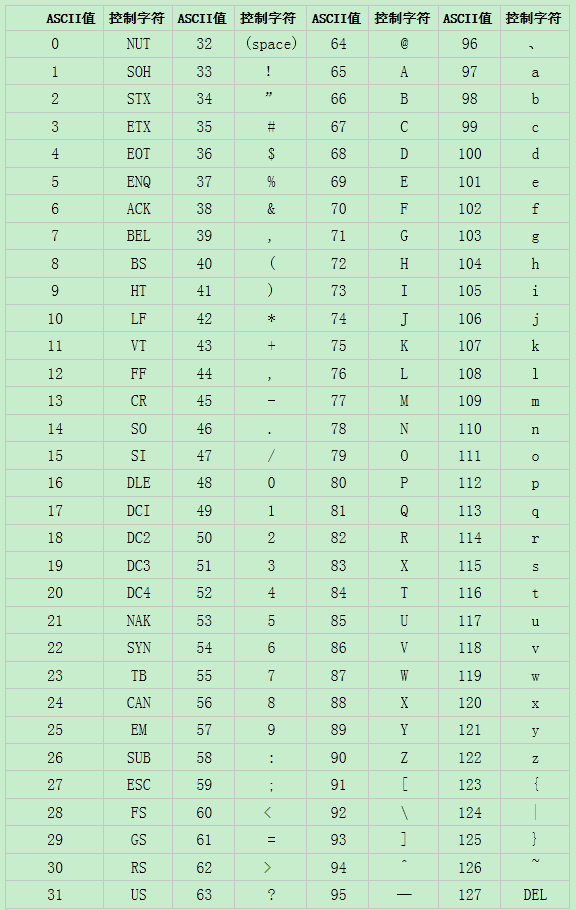 ASCII值 控制字符 ASCII值 控制字符 ASCII值 控制字符 ASCII值 控制字符
0 NUT 32 (space) 64 @ 96 、
1 SOH 33 ! 65 A 97 a
2 STX 34 ” 66 B 98 b
3 ETX 35 # 67 C 99 c
4 EOT 36 $ 68 D 100 d
5 ENQ 37 % 69 E 101 e
6 ACK 38 & 70 F 102 f
7 BEL 39 , 71 G 103 g
8 BS 40 ( 72 H 104 h
9 HT 41 ) 73 I 105 i
10 LF 42 * 74 J 106 j
11 VT 43 + 75 K 107 k
12 FF 44 , 76 L 108 l
13 CR 45 - 77 M 109 m
14 SO 46 . 78 N 110 n
15 SI 47 / 79 O 111 o
16 DLE 48 0 80 P 112 p
17 DCI 49 1 81 Q 113 q
18 DC2 50 2 82 R 114 r
19 DC3 51 3 83 X 115 s
20 DC4 52 4 84 T 116 t
21 NAK 53 5 85 U 117 u
22 SYN 54 6 86 V 118 v
23 TB 55 7 87 W 119 w
24 CAN 56 8 88 X 120 x
25 EM 57 9 89 Y 121 y
26 SUB 58 : 90 Z 122 z
27 ESC 59 ; 91 [ 123 {
28 FS 60 < 92 \ 124 |
29 GS 61 = 93 ] 125 }
30 RS 62 > 94 ^ 126 ~
31 US 63 ? 95 — 127 DEL